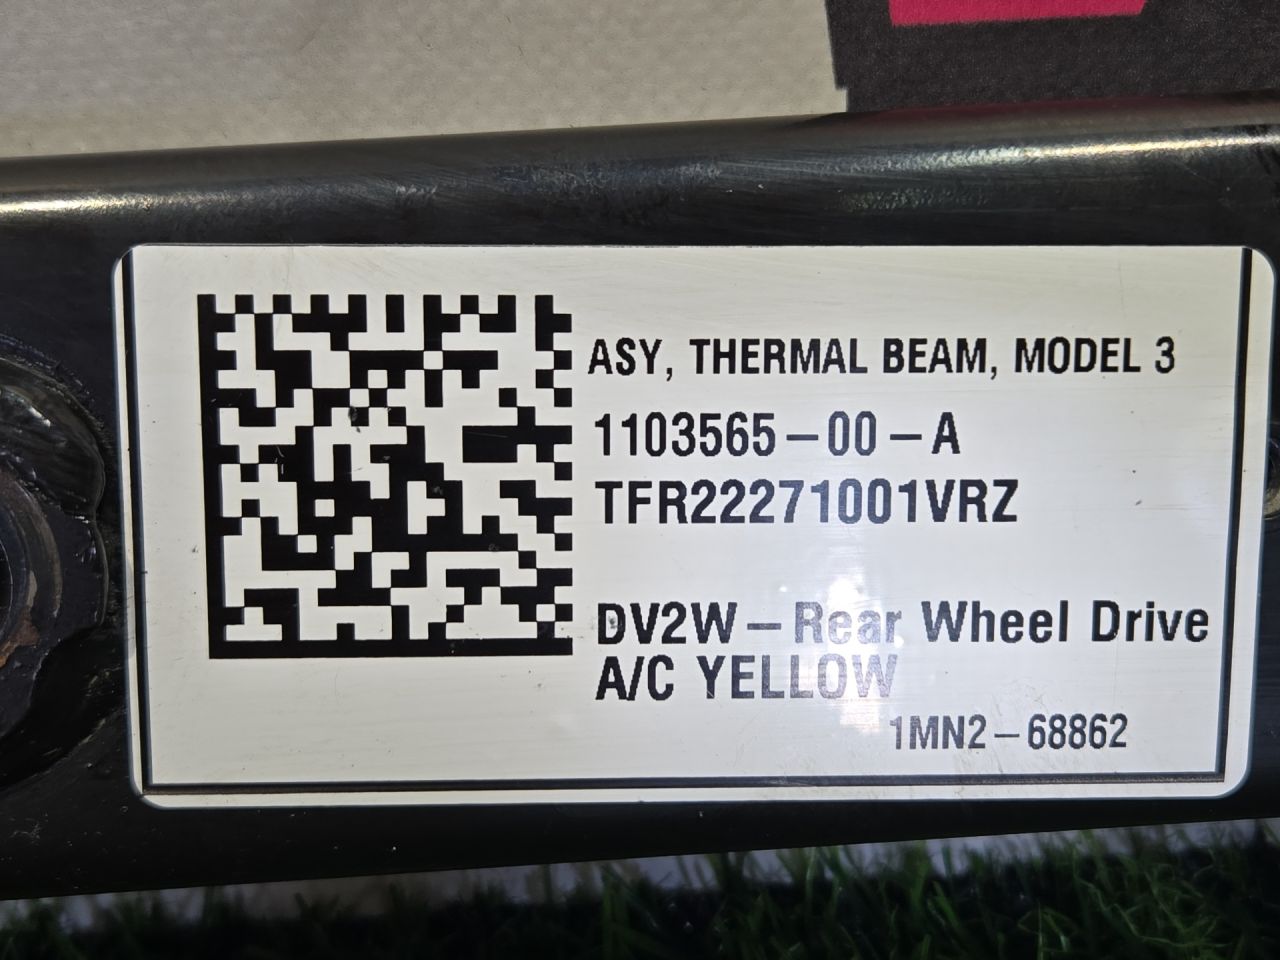 ASY, THERMAL BEAM, MODEL 3
1103565-00-A
TFR22271001VRZ
DV2W-Rear Wheel Drive
A/C YELLOW
1MN2-68862